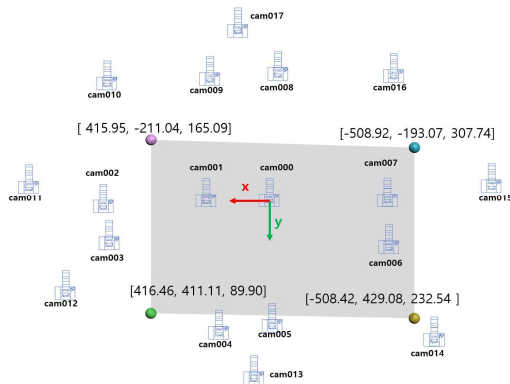 cam017
cam010
cam009
cam008
cam016
[ 415.95, -211.04, 165.09]
[-508.92, -193.07, 307.74]
cam002
cam001
cam000
cam007
x
cam011
cam015
y
cam003
cam006
[416.46, 411.11, 89.90]
[-508.42, 429.08, 232.54 ]
cam012
cam004
cam005
cam014
cam013